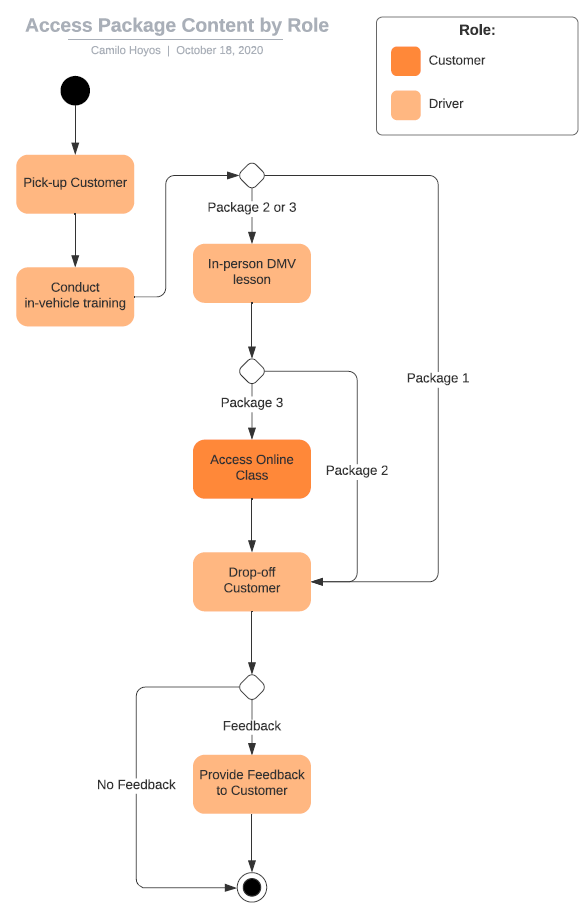 Access Package Content by Role
Camilo Hoyos | October 18, 2020
Role:
Customer
Driver
Pick-up Customer
Conduct
in-vehicle training
Package 2 or 3
In-person DMV
lesson
Package 1
Package 3
Access Online
Class
Package 2
Drop-off
Customer
Feedback
No Feedback
Provide Feedback
to Customer